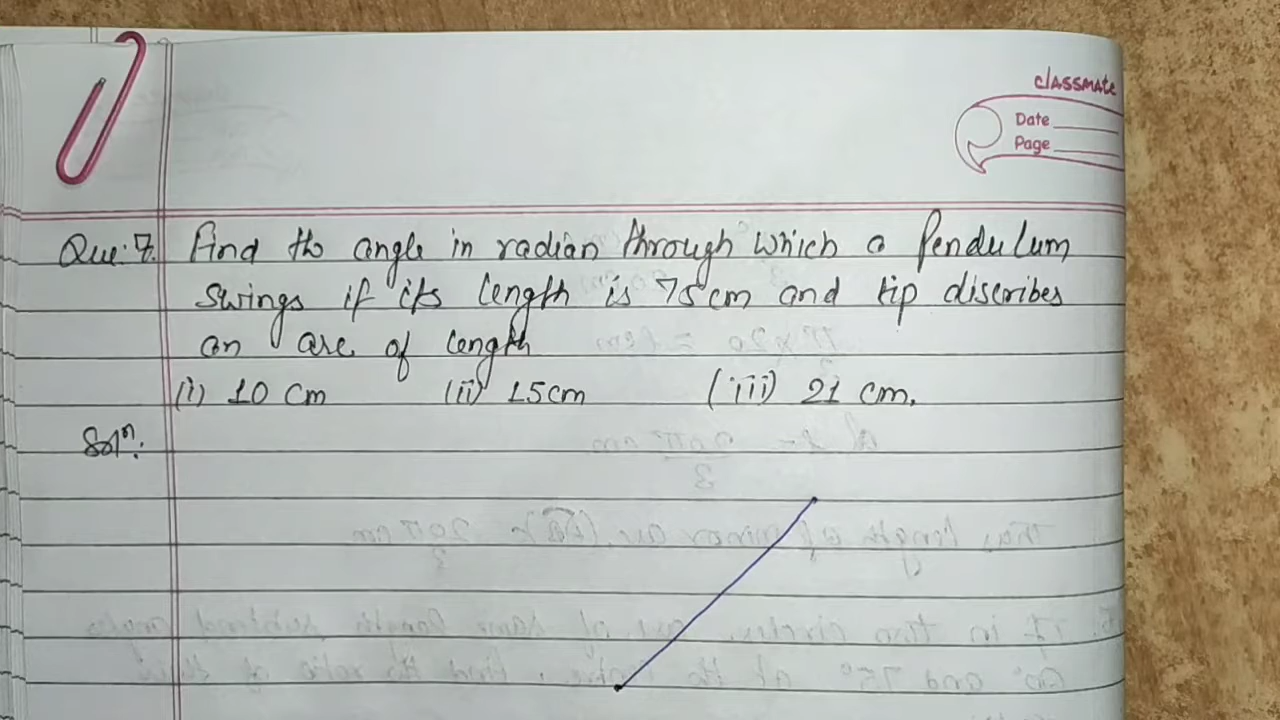 classmate
Date
Page
Que:7. Find the angle in radian through which a Pendulum
swings if its length is 75cm and tip discribes
an arc of length
(i) 10 cm (ii) 15cm (iii) 21 cm.
Solⁿ: